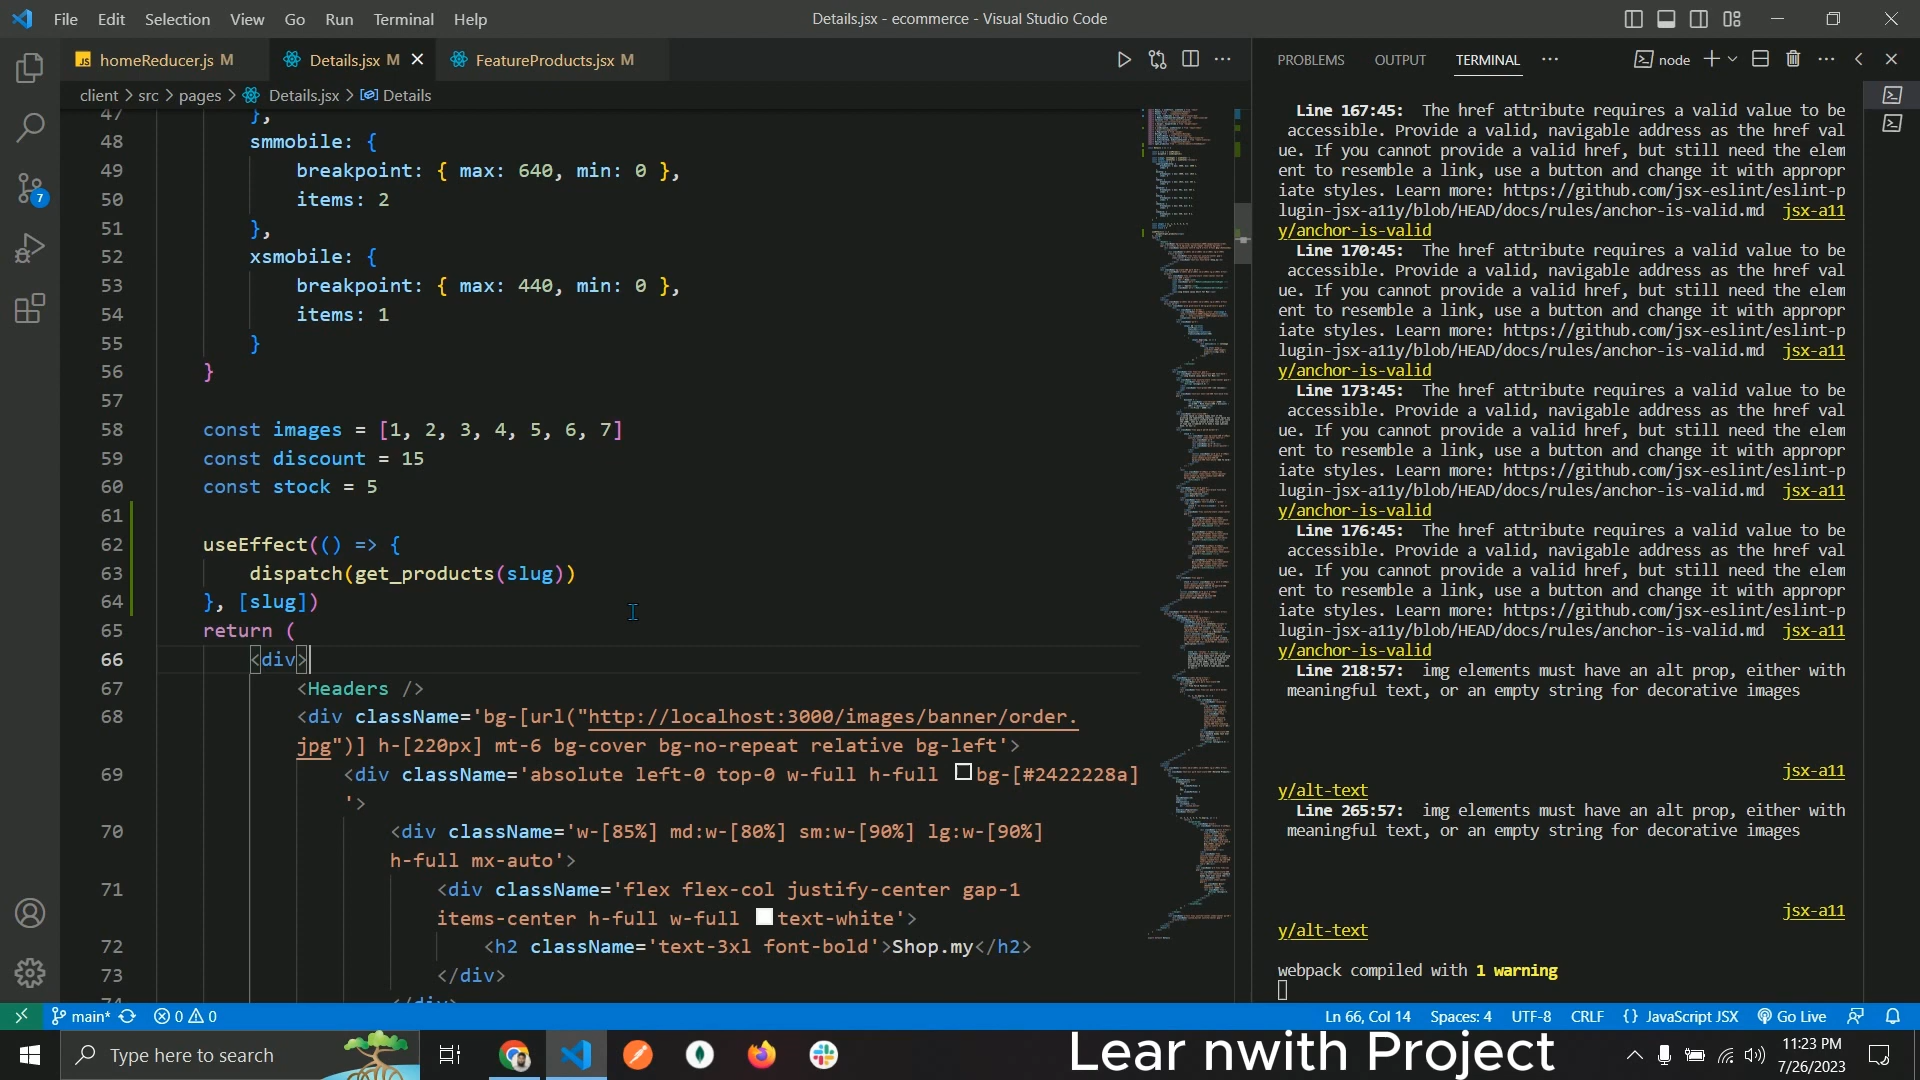 File Edit Selection View Go Run Terminal Help
Details.jsx - ecommerce - Visual Studio Code
JS homeReducer.js M
Details.jsx M
FeatureProducts.jsx M
client > src > pages > Details.jsx > Details
47 },
48 smmobile: {
49 breakpoint: { max: 640, min: 0 },
50 items: 2
51 },
52 xsmobile: {
53 breakpoint: { max: 440, min: 0 },
54 items: 1
55 }
56 }
57
58 const images = [1, 2, 3, 4, 5, 6, 7]
59 const discount = 15
60 const stock = 5
61
62 useEffect(() => {
63 dispatch(get_products(slug))
64 }, [slug])
65 return (
66 <div>
67 <Headers />
68 <div className='bg-[url("http://localhost:3000/images/banner/order.
jpg")] h-[220px] mt-6 bg-cover bg-no-repeat relative bg-left'>
69 <div className='absolute left-0 top-0 w-full h-full bg-[#2422228a]
'>
70 <div className='w-[85%] md:w-[80%] sm:w-[90%] lg:w-[90%]
h-full mx-auto'>
71 <div className='flex flex-col justify-center gap-1
items-center h-full w-full text-white'>
72 <h2 className='text-3xl font-bold'>Shop.my</h2>
73 </div>
74 </div>
PROBLEMS OUTPUT TERMINAL
node
Line 167:45: The href attribute requires a valid value to be
accessible. Provide a valid, navigable address as the href val
ue. If you cannot provide a valid href, but still need the elem
ent to resemble a link, use a button and change it with appropr
iate styles. Learn more: https://github.com/jsx-eslint/eslint-p
lugin-jsx-a11y/blob/HEAD/docs/rules/anchor-is-valid.md jsx-a11
y/anchor-is-valid
Line 170:45: The href attribute requires a valid value to be
accessible. Provide a valid, navigable address as the href val
ue. If you cannot provide a valid href, but still need the elem
ent to resemble a link, use a button and change it with appropr
iate styles. Learn more: https://github.com/jsx-eslint/eslint-p
lugin-jsx-a11y/blob/HEAD/docs/rules/anchor-is-valid.md jsx-a11
y/anchor-is-valid
Line 173:45: The href attribute requires a valid value to be
accessible. Provide a valid, navigable address as the href val
ue. If you cannot provide a valid href, but still need the elem
ent to resemble a link, use a button and change it with appropr
iate styles. Learn more: https://github.com/jsx-eslint/eslint-p
lugin-jsx-a11y/blob/HEAD/docs/rules/anchor-is-valid.md jsx-a11
y/anchor-is-valid
Line 176:45: The href attribute requires a valid value to be
accessible. Provide a valid, navigable address as the href val
ue. If you cannot provide a valid href, but still need the elem
ent to resemble a link, use a button and change it with appropr
iate styles. Learn more: https://github.com/jsx-eslint/eslint-p
lugin-jsx-a11y/blob/HEAD/docs/rules/anchor-is-valid.md jsx-a11
y/anchor-is-valid
Line 218:57: img elements must have an alt prop, either with
meaningful text, or an empty string for decorative images
jsx-a11
y/alt-text
Line 265:57: img elements must have an alt prop, either with
meaningful text, or an empty string for decorative images
jsx-a11
y/alt-text
webpack compiled with 1 warning
7
main* 0 0
Ln 66, Col 14 Spaces: 4 UTF-8 CRLF {} JavaScript JSX Go Live
Type here to search
Lear nwith Project
11:23 PM
7/26/2023